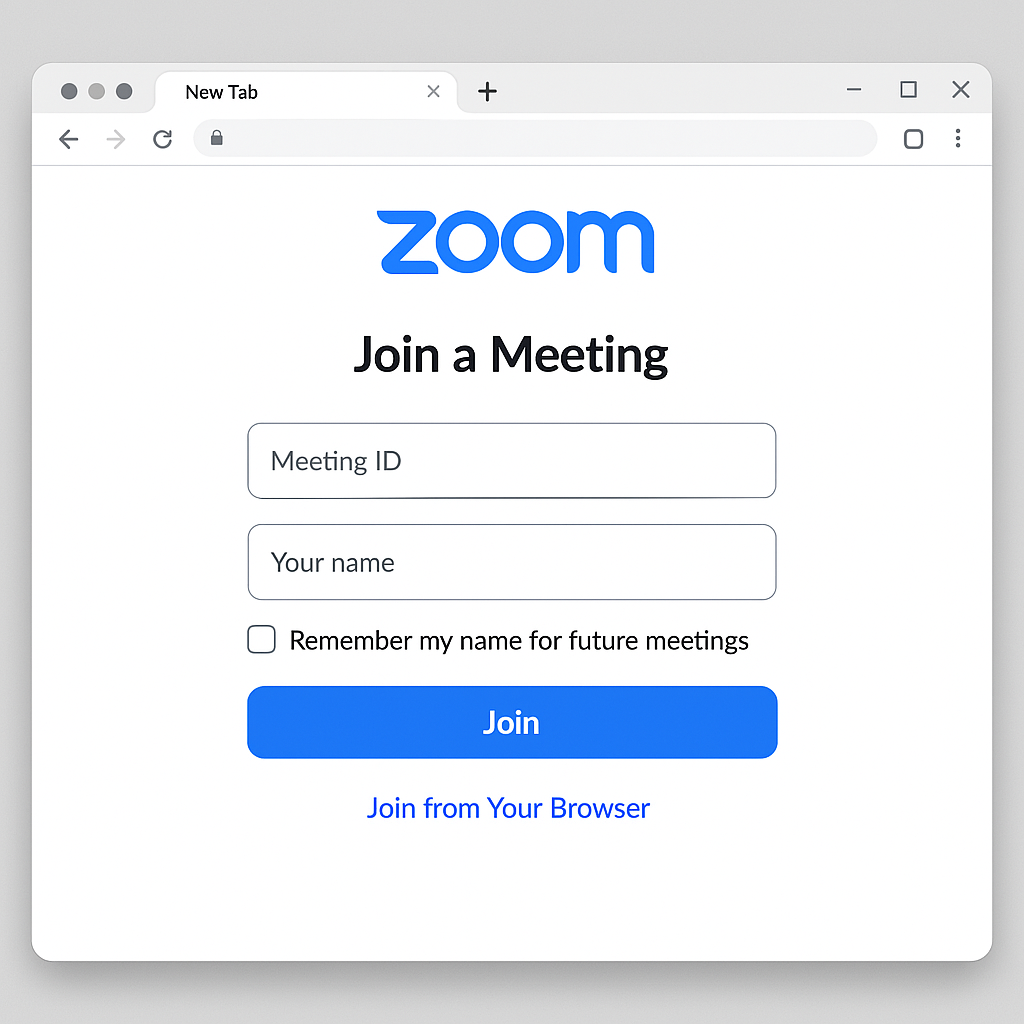 New Tab
zoom
Join a Meeting
Meeting ID
Your name
Remember my name for future meetings
Join
Join from Your Browser